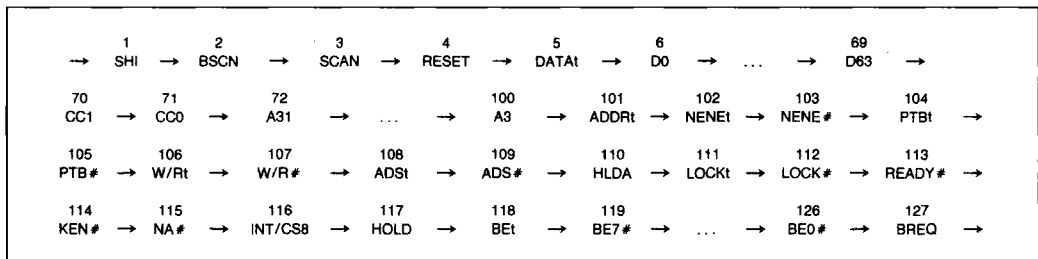 1 2 3 4 5 6 69
→ SHI → BSCN → SCAN → RESET → DATAt → D0 → ... → D63 →
70 71 72 100 101 102 103 104
CC1 → CC0 → A31 → ... → A3 → ADDRt → NENEt → NENE# → PTBt →
105 106 107 108 109 110 111 112 113
PTB# → W/Rt → W/R# → ADSt → ADS# → HLDA → LOCKt → LOCK# → READY# →
114 115 116 117 118 119 126 127
KEN# → NA# → INT/CS8 → HOLD → BEt → BE7# → ... → BE0# → BREQ →